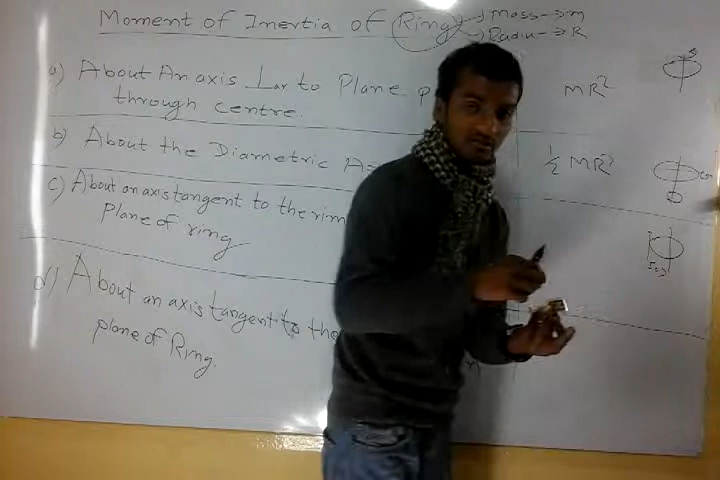 Moment of Inertia of Ring → Mass → m
→ Radiu → R
a) About An axis ⊥ar to Plane P
through centre.
MR²
b) About the Diametric A
½ MR²
c) About an axis tangent to the rim
Plane of ring
d) About an axis tangent to the
plane of Ring.